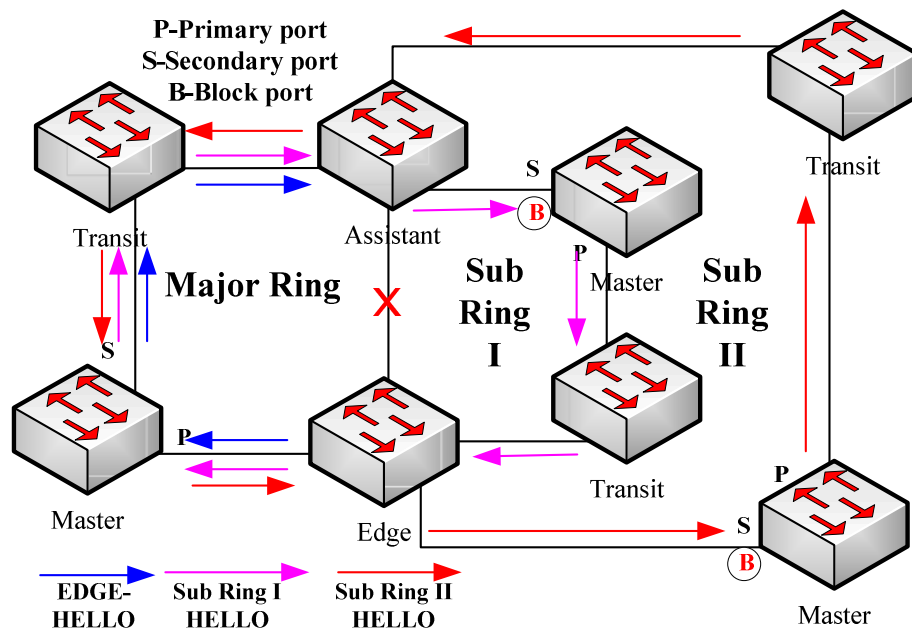 P-Primary port
S-Secondary port
B-Block port
Transit
Transit
Assistant
S
B
P
Master
Major Ring
Sub
Ring
I
Sub
Ring
II
X
S
P
Master
Edge
Transit
P
S
B
Master
EDGE-
HELLO
Sub Ring I
HELLO
Sub Ring II
HELLO